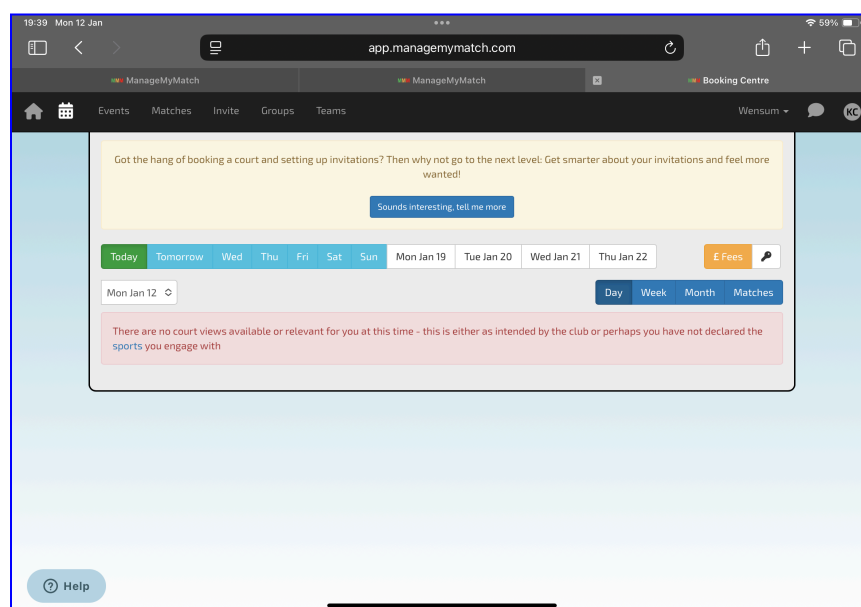 19:39 Mon 12 Jan
59%
app.managemymatch.com
ManageMyMatch
ManageMyMatch
Booking Centre
Events Matches Invite Groups Teams
Wensum
KC
Got the hang of booking a court and setting up invitations? Then why not go to the next level: Get smarter about your invitations and feel more
wanted!
Sounds interesting, tell me more
Today Tomorrow Wed Thu Fri Sat Sun Mon Jan 19 Tue Jan 20 Wed Jan 21 Thu Jan 22
£ Fees
Mon Jan 12
Day Week Month Matches
There are no court views available or relevant for you at this time - this is either as intended by the club or perhaps you have not declared the
sports you engage with
Help